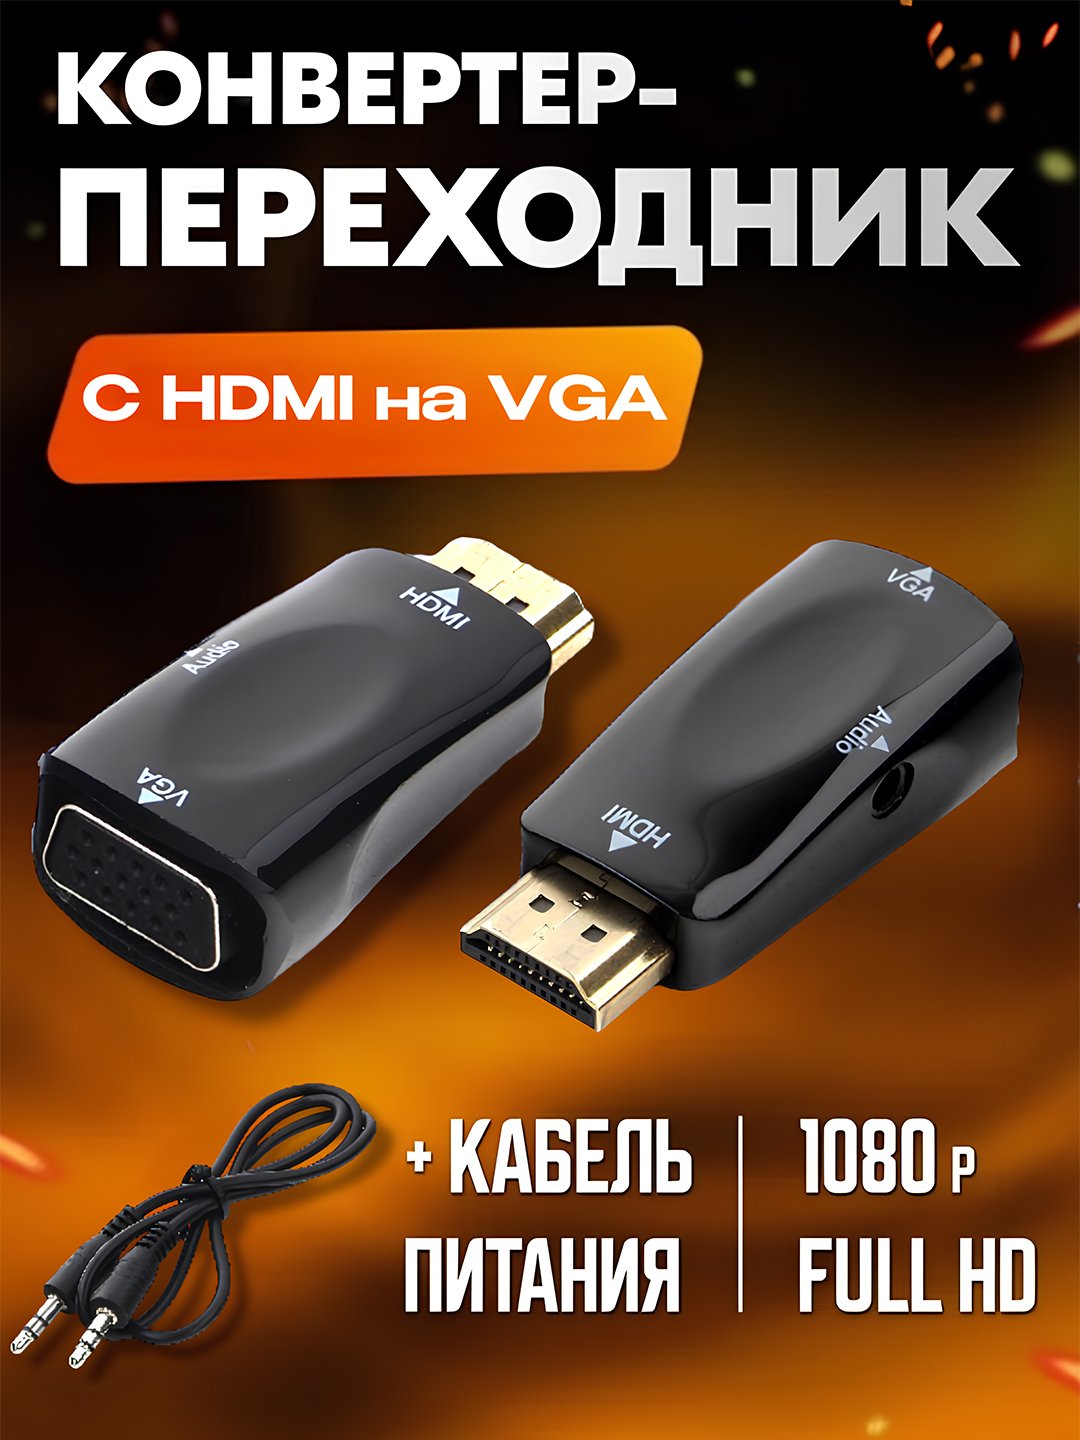 КОНВЕРТЕР-
ПЕРЕХОДНИК
С HDMI на VGA
HDMI
Audio
VGA
VGA
Audio
HDMI
+ КАБЕЛЬ
ПИТАНИЯ
1080 P
FULL HD